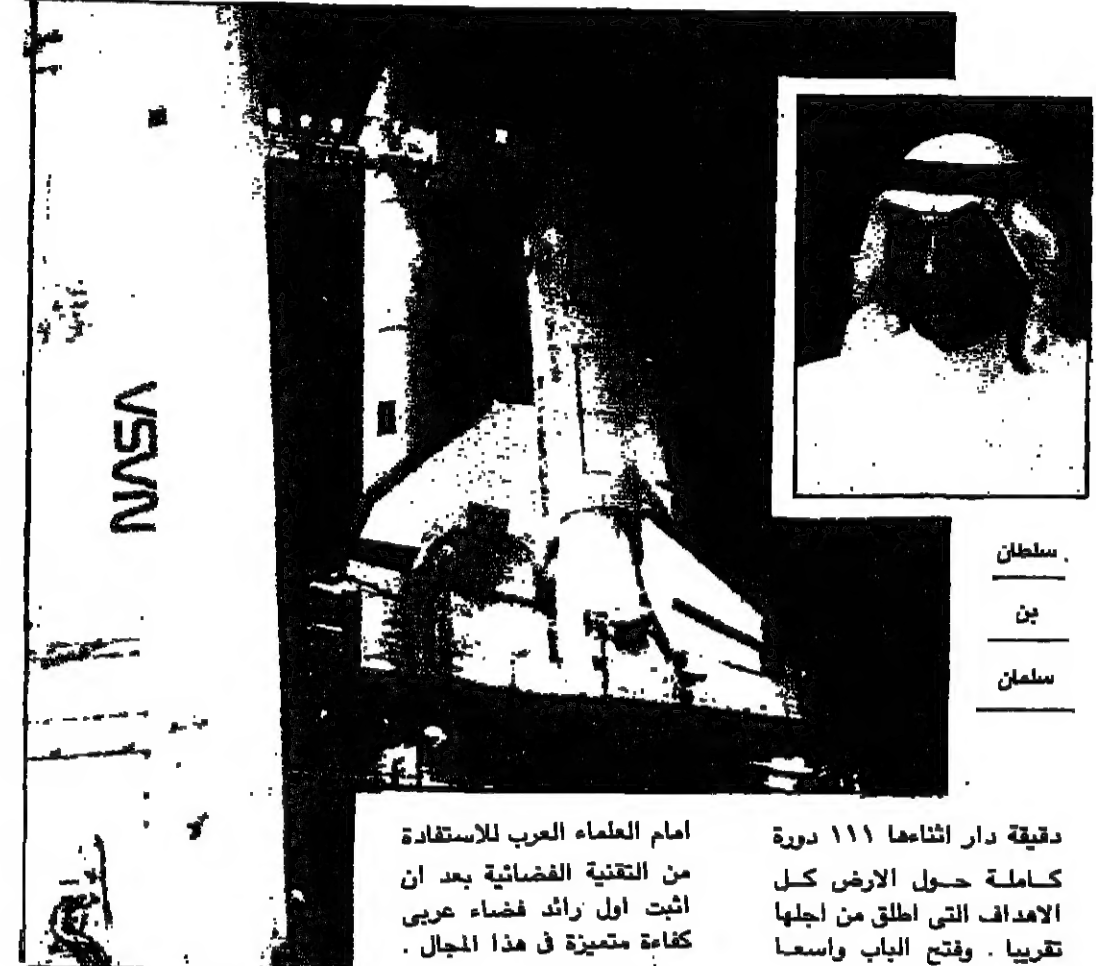 NASA
سلطان
بن
سلمان
دقيقة دار اثناءها ١١١ دورة
كاملة حول الارض كل
الاهداف التى اطلق من اجلها
تقريبا . وفتح الباب واسعا
امام العلماء العرب للاستفادة
من التقنية الفضائية بعد ان
اثبت اول رائد فضاء عربى
كفاءة متميزة فى هذا المجال .